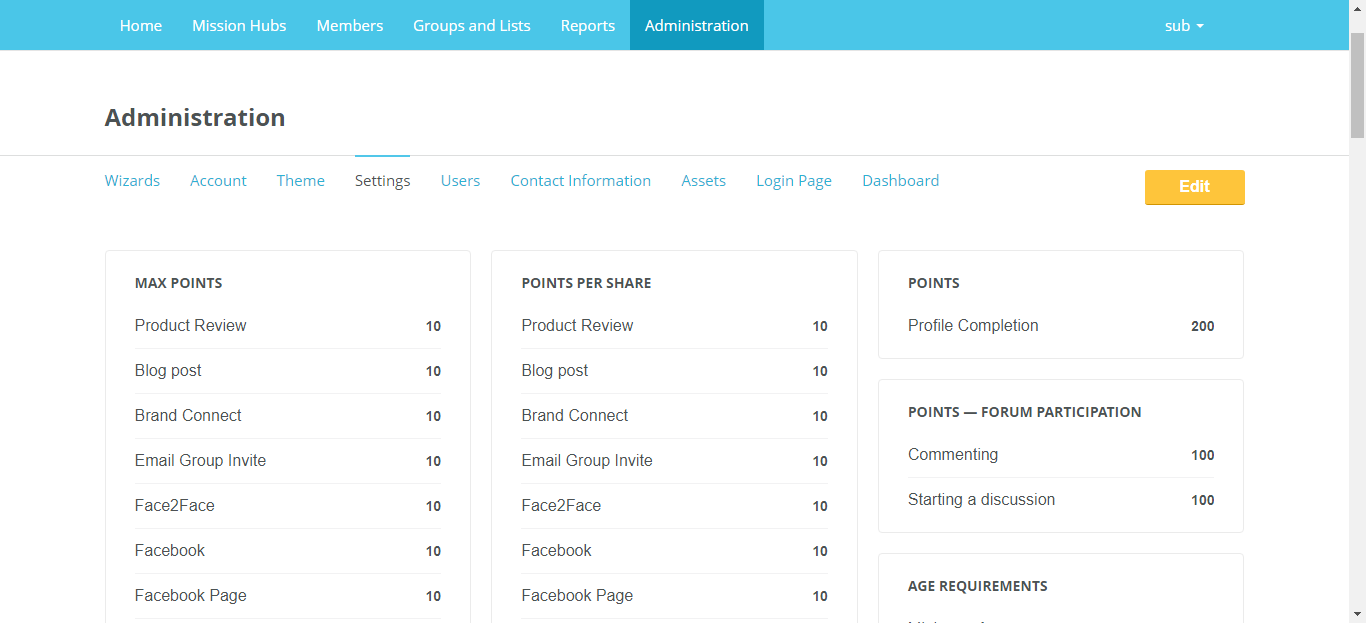 Home Mission Hubs Members Groups and Lists Reports Administration sub
Administration
Wizards Account Theme Settings Users Contact Information Assets Login Page Dashboard Edit
MAX POINTS
Product Review 10
Blog post 10
Brand Connect 10
Email Group Invite 10
Face2Face 10
Facebook 10
Facebook Page 10
POINTS PER SHARE
Product Review 10
Blog post 10
Brand Connect 10
Email Group Invite 10
Face2Face 10
Facebook 10
Facebook Page 10
POINTS
Profile Completion 200
POINTS — FORUM PARTICIPATION
Commenting 100
Starting a discussion 100
AGE REQUIREMENTS